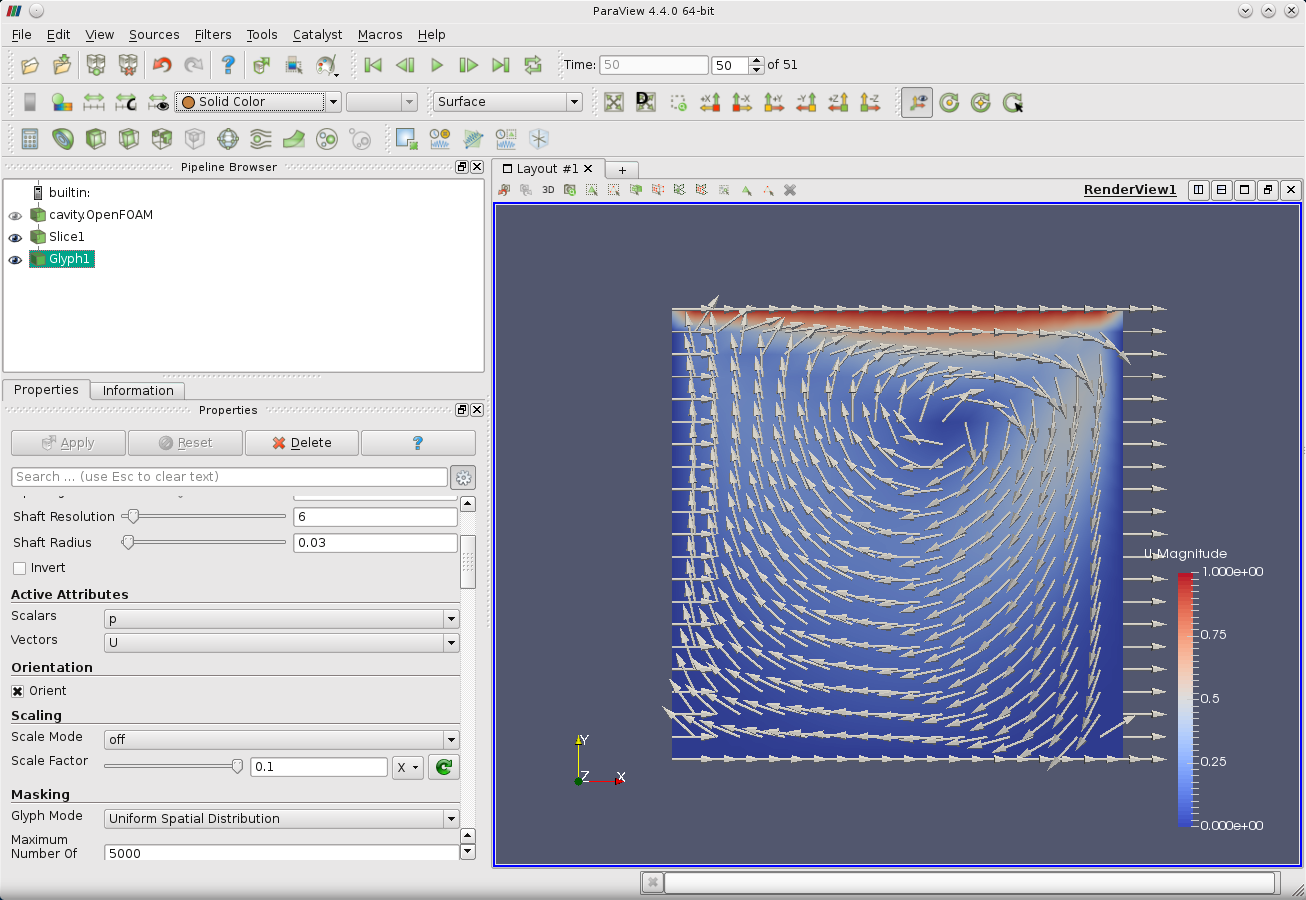 ParaView 4.4.0 64-bit
File Edit View Sources Filters Tools Catalyst Macros Help
? Time: 50 50 of 51
Solid Color Surface D +X -X +Y -Y +Z -Z
Pipeline Browser
Layout #1 +
3D RenderView1
builtin:
cavity.OpenFOAM
Slice1
Glyph1
Properties Information
Properties
Apply Reset Delete ?
Search ... (use Esc to clear text)
Shaft Resolution 6
Shaft Radius 0.03
Invert
Active Attributes
Scalars p
Vectors U
Orientation
Orient
Scaling
Scale Mode off
Scale Factor 0.1 X
Masking
Glyph Mode Uniform Spatial Distribution
Maximum
Number Of 5000
Y
Z X
U Magnitude
1.000e+00
0.75
0.5
0.25
0.000e+00